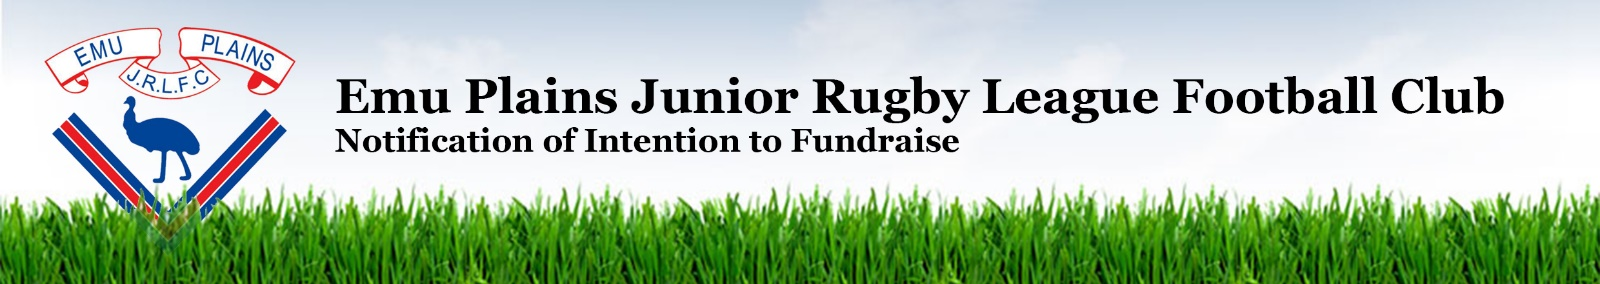 EMU PLAINS
J.R.L.F.C
Emu Plains Junior Rugby League Football Club
Notification of Intention to Fundraise